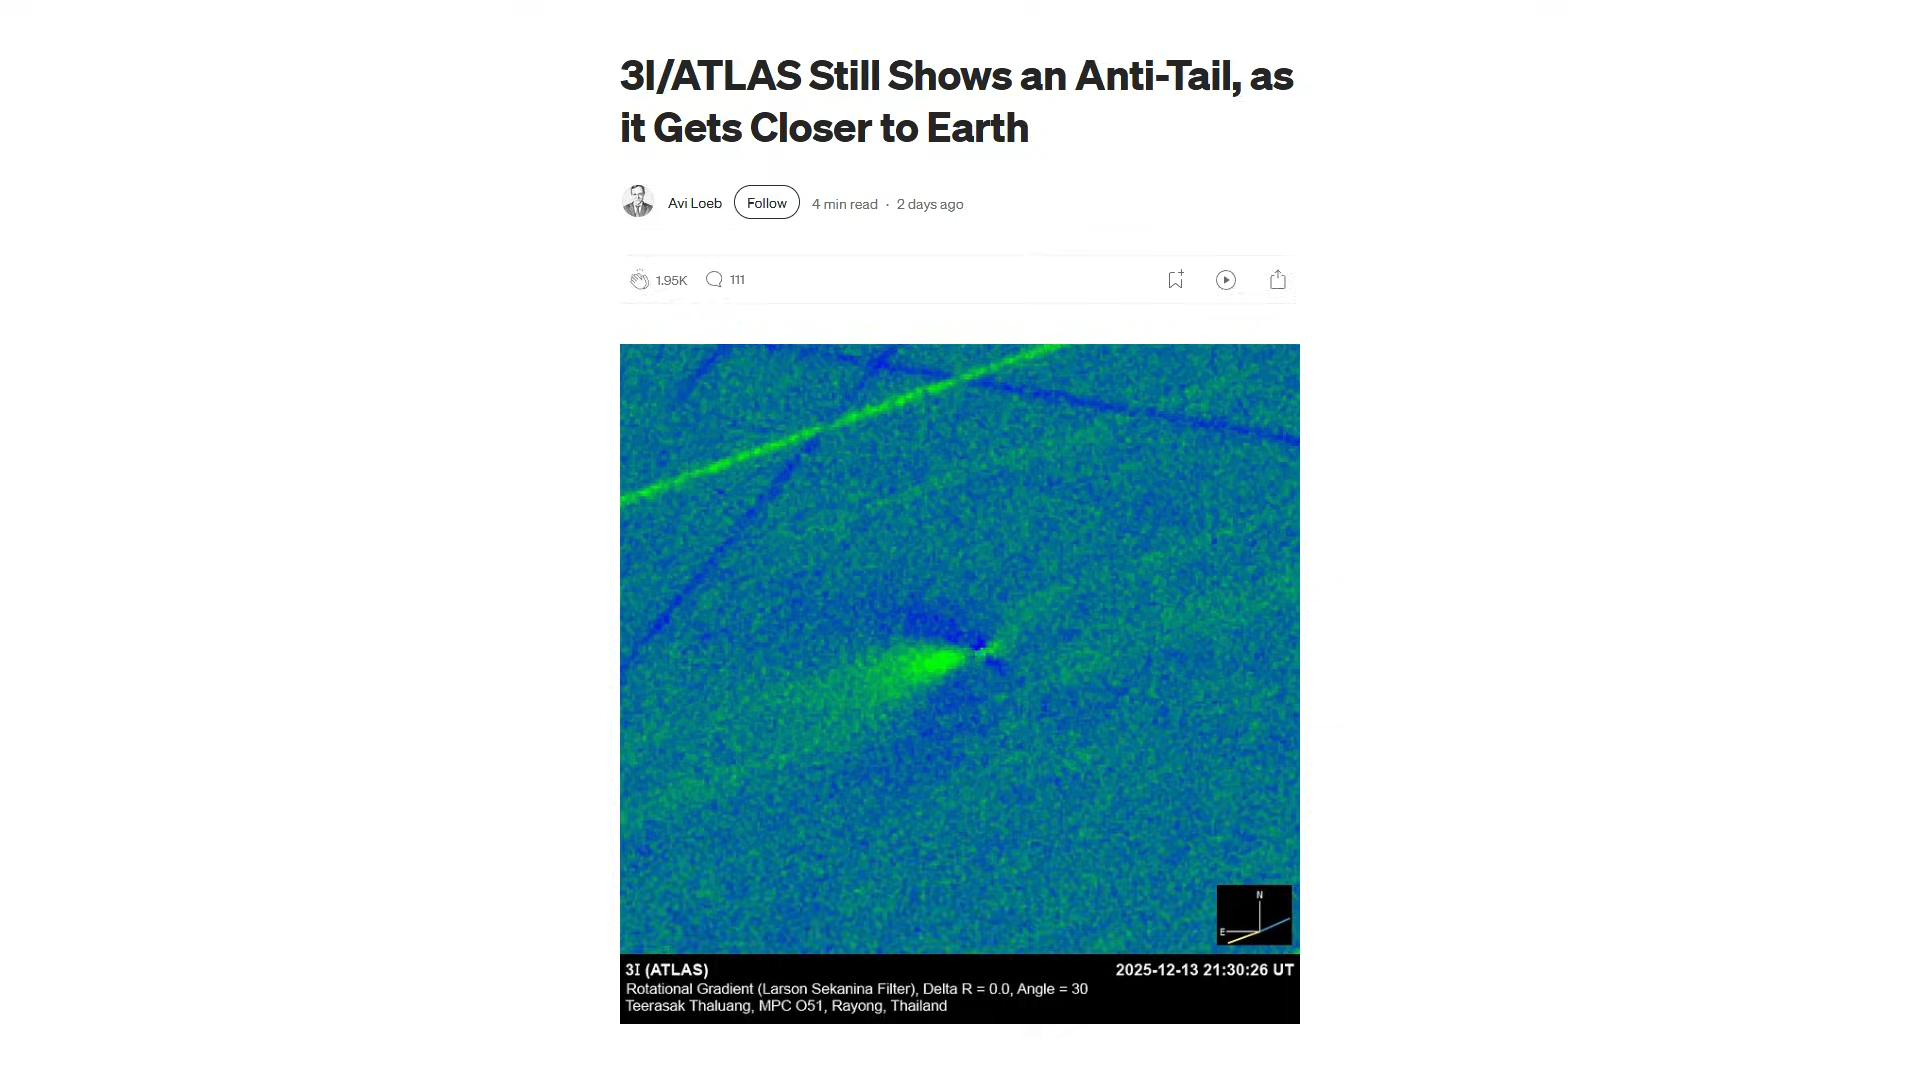 3I/ATLAS Still Shows an Anti-Tail, as
it Gets Closer to Earth
Avi Loeb Follow 4 min read · 2 days ago
1.95K 111
N
E
3I (ATLAS) 2025-12-13 21:30:26 UT
Rotational Gradient (Larson Sekanina Filter), Delta R = 0.0, Angle = 30
Teerasak Thaluang, MPC O51, Rayong, Thailand